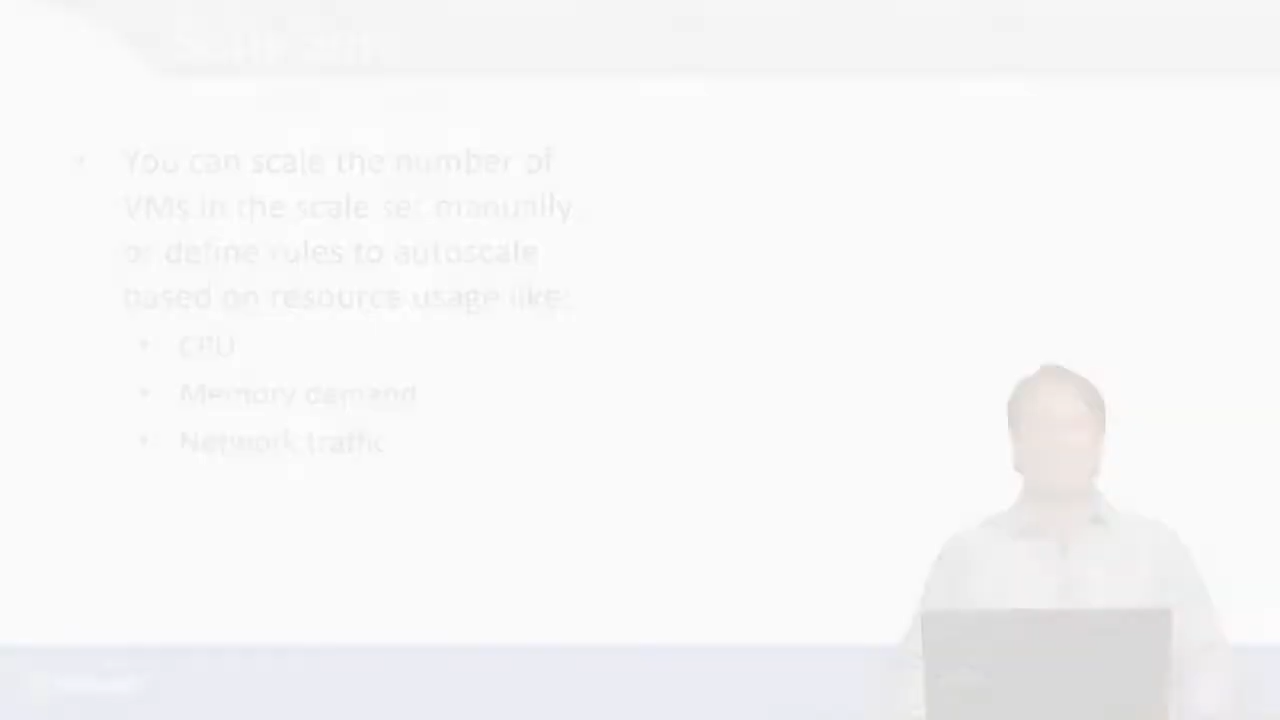 You can scale the number of
VMs in the scale set manually
or define rules to autoscale
based on resource usage like:
CPU
Memory demand
Network traffic